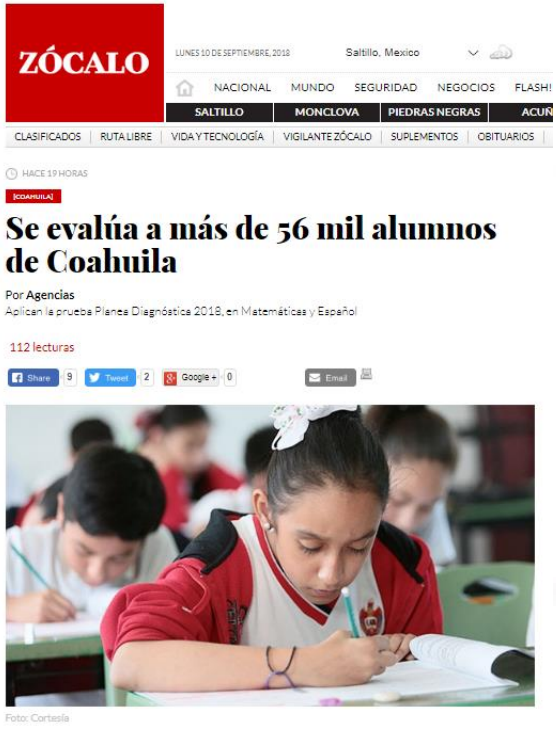 ZÓCALO
LUNES 10 DE SEPTIEMBRE, 2018
Saltillo, Mexico
NACIONAL MUNDO SEGURIDAD NEGOCIOS FLASH!
SALTILLO MONCLOVA PIEDRAS NEGRAS ACUÑ
CLASIFICADOS RUTA LIBRE VIDA Y TECNOLOGÍA VIGILANTE ZÓCALO SUPLEMENTOS OBITUARIOS
HACE 19 HORAS
[COAHUILA]
Se evalúa a más de 56 mil alumnos
de Coahuila
Por Agencias
Aplican la prueba Planea Diagnóstica 2018, en Matemáticas y Español
112 lecturas
Share 9 Tweet 2 Google + 0 Email
Foto: Cortesía